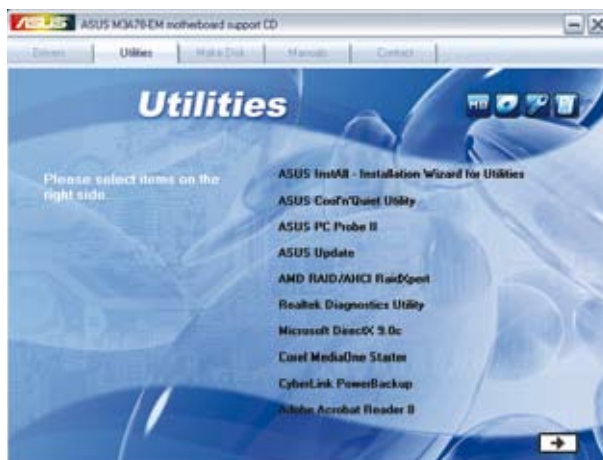 ASUS ASUS M3A78-EM motherboard support CD
Drivers Utilities Make Disk Manuals Contact
Utilities
Please select items on the
right side...
ASUS InstAll - Installation Wizard for Utilities
ASUS Cool'n'Quiet Utility
ASUS PC Probe II
ASUS Update
AMD RAID/AHCI RaidXpert
Realtek Diagnostics Utility
Microsoft DirectX 9.0c
Corel MediaOne Starter
CyberLink PowerBackup
Adobe Acrobat Reader 8